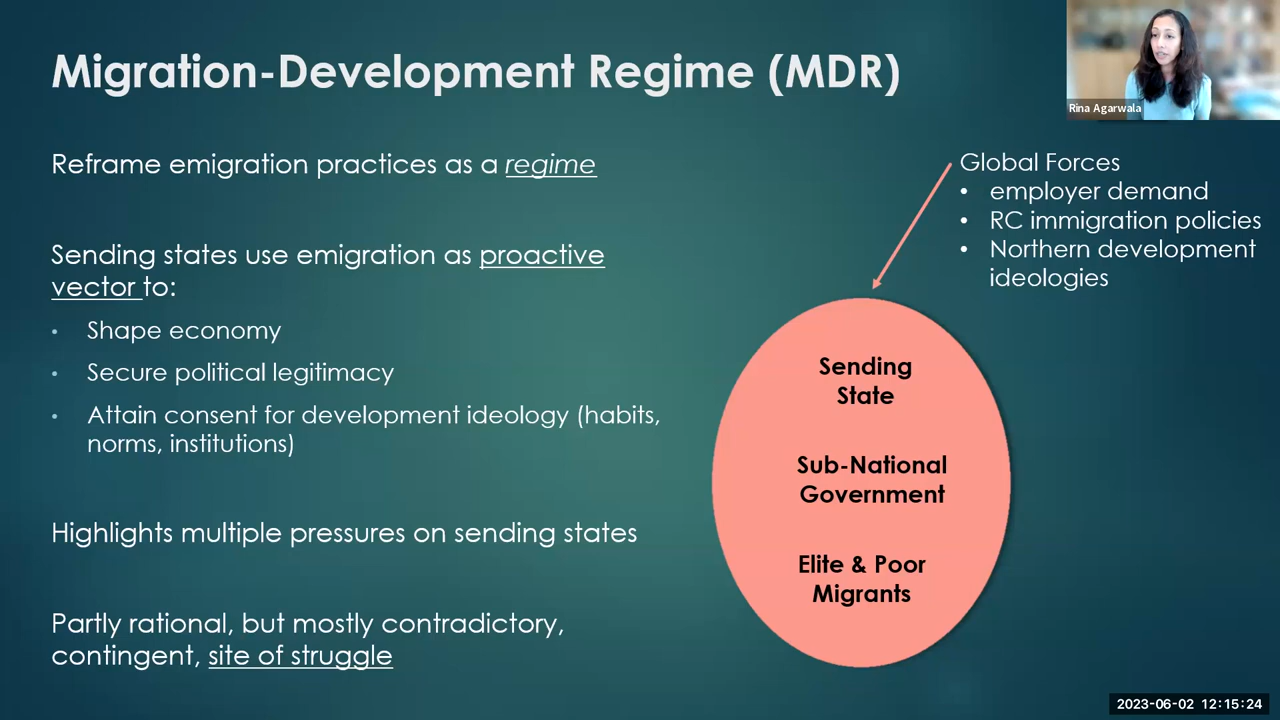 Migration-Development Regime (MDR)
Rina Agarwala
Reframe emigration practices as a regime
Sending states use emigration as proactive
vector to:
• Shape economy
• Secure political legitimacy
• Attain consent for development ideology (habits,
norms, institutions)
Highlights multiple pressures on sending states
Partly rational, but mostly contradictory,
contingent, site of struggle
Global Forces
• employer demand
• RC immigration policies
• Northern development
ideologies
Sending
State
Sub-National
Government
Elite & Poor
Migrants
2023-06-02 12:15:24